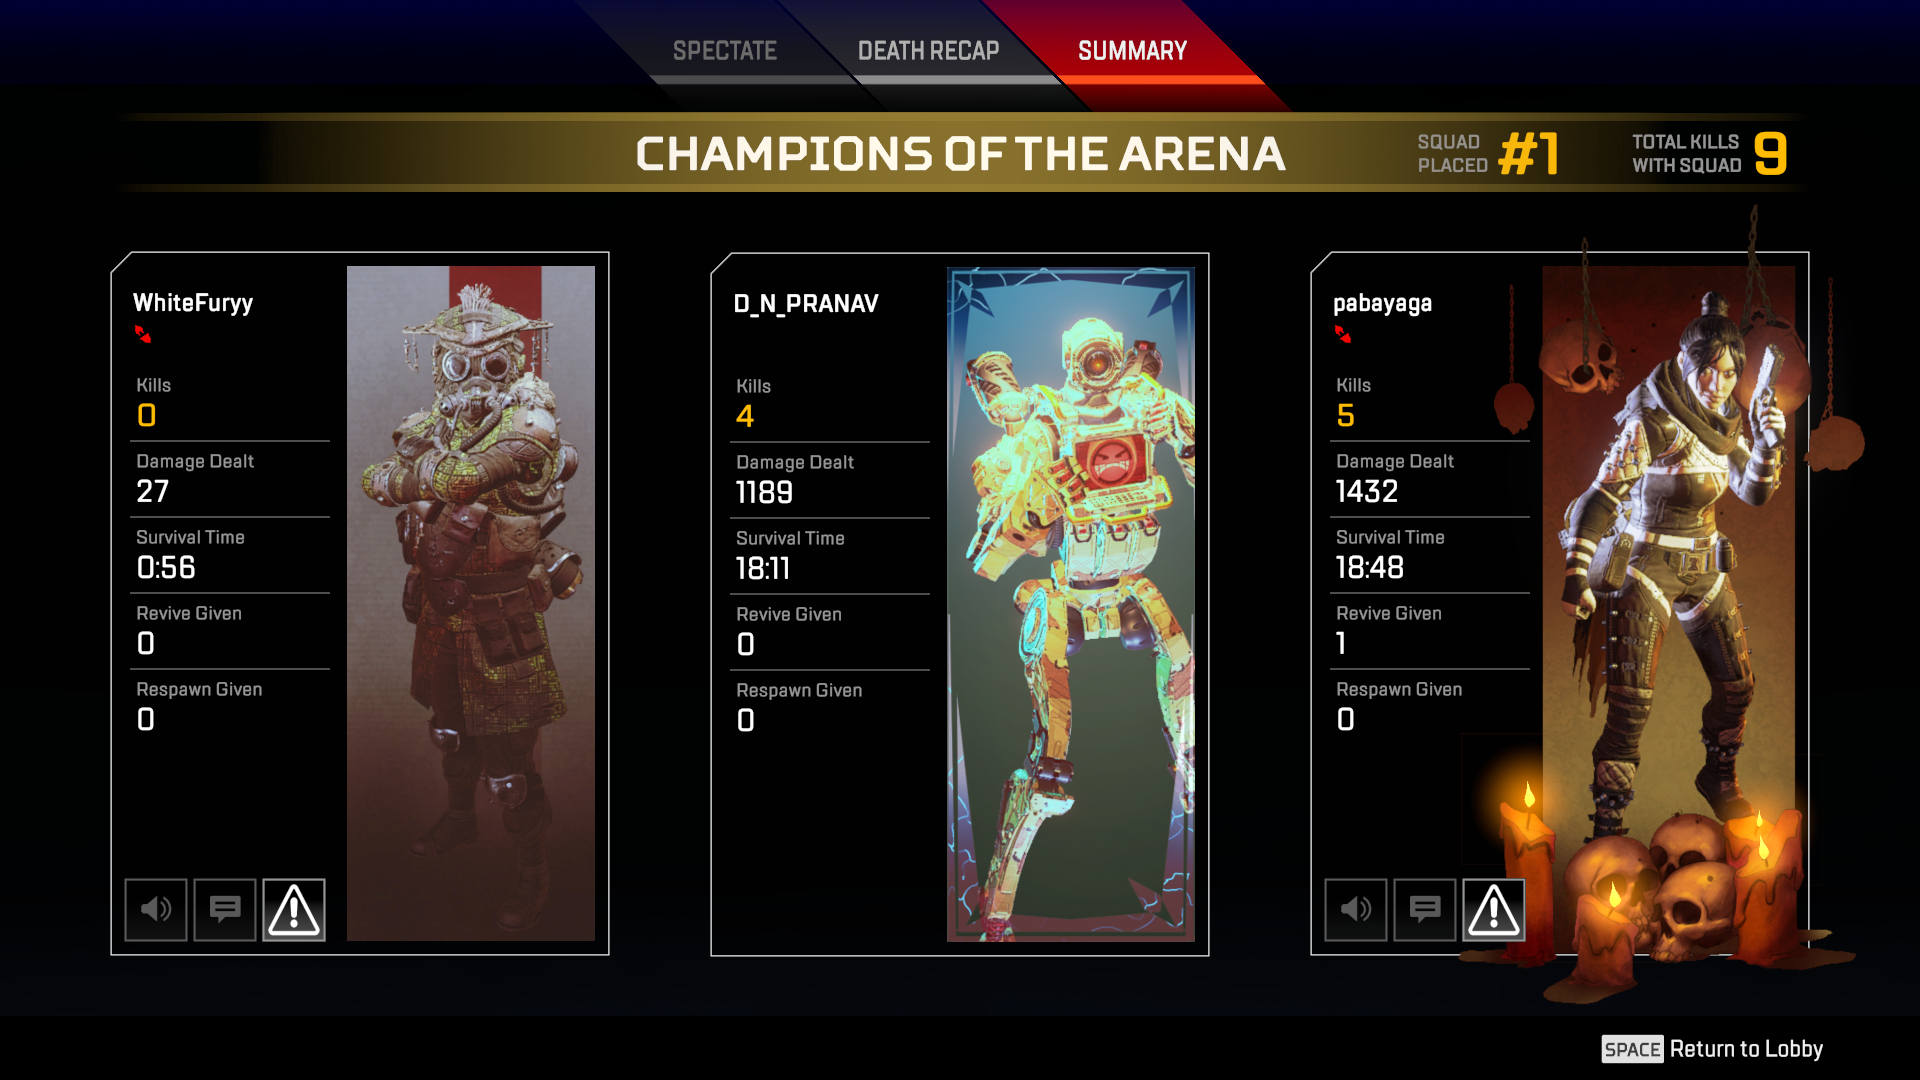 SPECTATE
DEATH RECAP
SUMMARY
CHAMPIONS OF THE ARENA
SQUAD PLACED #1
TOTAL KILLS WITH SQUAD 9
WhiteFuryy
Kills
0
Damage Dealt
27
Survival Time
0:56
Revive Given
0
Respawn Given
0
D_N_PRANAV
Kills
4
Damage Dealt
1189
Survival Time
18:11
Revive Given
0
Respawn Given
0
pabayaga
Kills
5
Damage Dealt
1432
Survival Time
18:48
Revive Given
1
Respawn Given
0
SPACE Return to Lobby